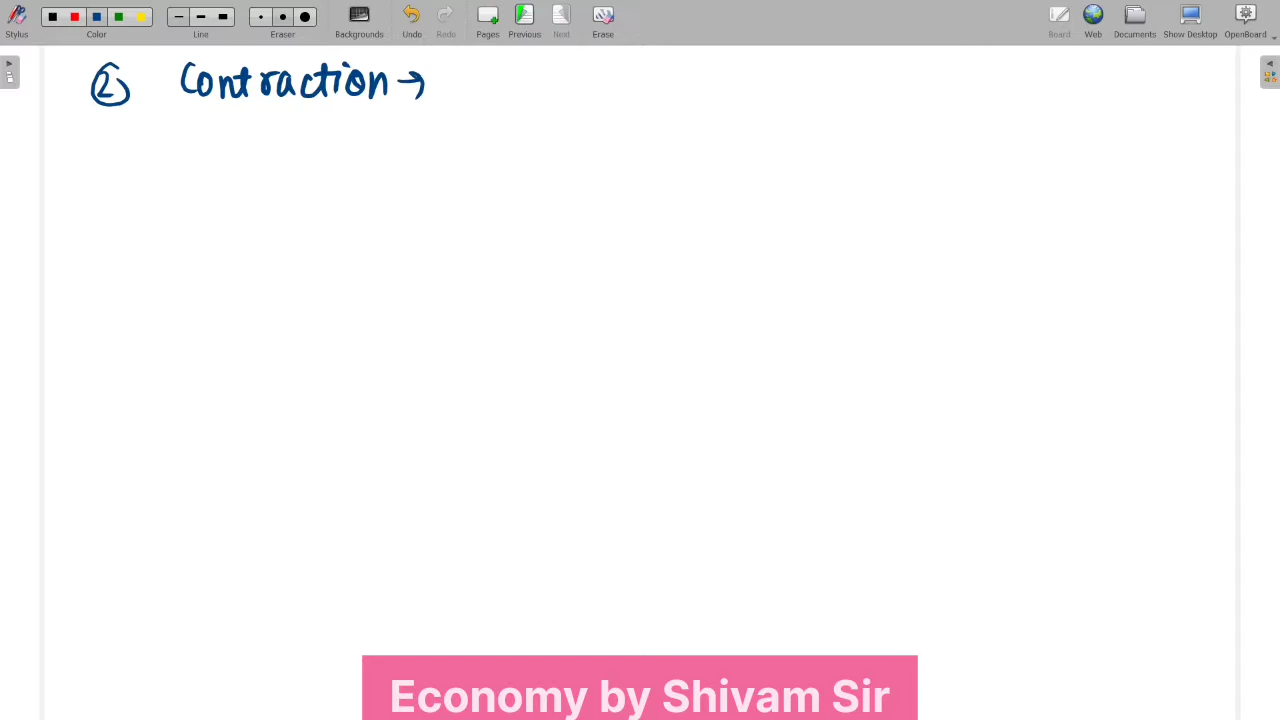 Stylus
Color
Line
Eraser
Backgrounds
Undo
Redo
Pages
Previous
Next
Erase
Board
Web
Documents
Show Desktop
OpenBoard
② Contraction →
Economy by Shivam Sir